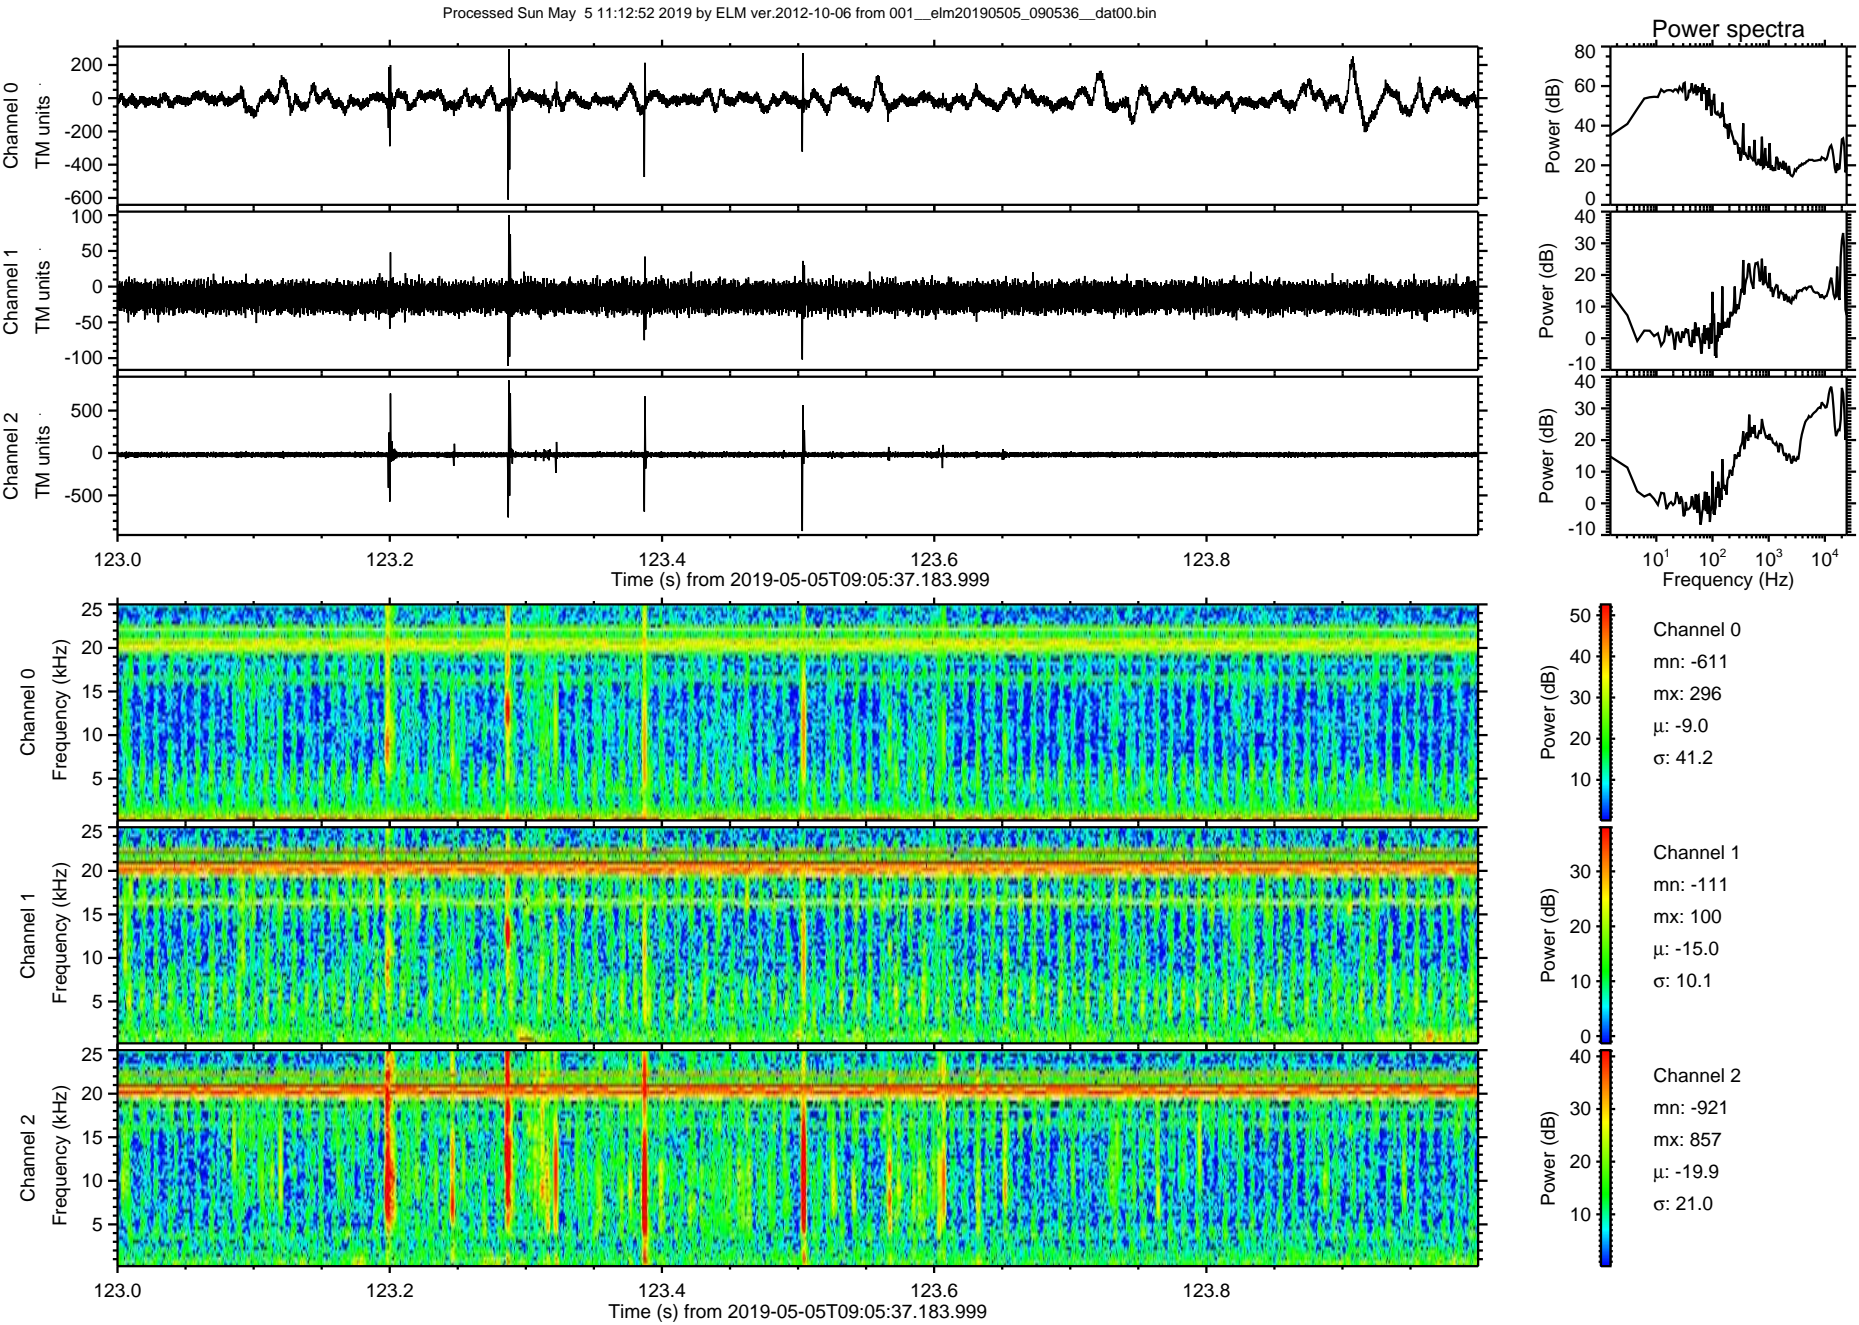 Processed Sun May  5 11:12:52 2019 by ELM ver.2012-10-06 from 001__elm20190505_090536__dat00.bin
Power spectra
Channel 0
TM units
200
0
-200
-400
-600
Power (dB)
80
60
40
20
0
Channel 1
TM units
100
50
0
-50
-100
Power (dB)
40
30
20
10
0
-10
Channel 2
TM units
500
0
-500
Power (dB)
40
30
20
10
0
-10
123.0 123.2 123.4 123.6 123.8
Time (s) from 2019-05-05T09:05:37.183.999
10¹ 10² 10³ 10⁴
Frequency (Hz)
Channel 0
Frequency (kHz)
25
20
15
10
5
Power (dB)
50
40
30
20
10
Channel 0
mn: -611
mx: 296
μ: -9.0
σ: 41.2
Channel 1
Frequency (kHz)
25
20
15
10
5
Power (dB)
30
20
10
0
Channel 1
mn: -111
mx: 100
μ: -15.0
σ: 10.1
Channel 2
Frequency (kHz)
25
20
15
10
5
Power (dB)
40
30
20
10
Channel 2
mn: -921
mx: 857
μ: -19.9
σ: 21.0
123.0 123.2 123.4 123.6 123.8
Time (s) from 2019-05-05T09:05:37.183.999